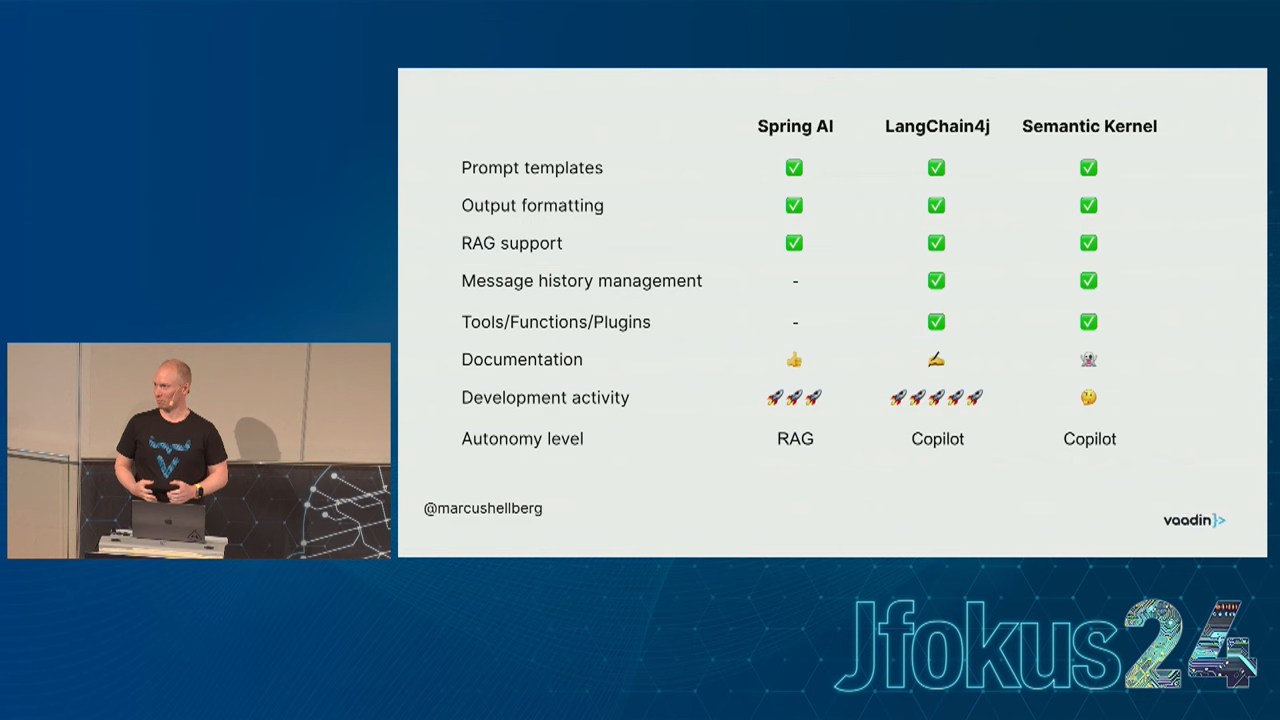 Spring AI LangChain4j Semantic Kernel
Prompt templates ✅ ✅ ✅
Output formatting ✅ ✅ ✅
RAG support ✅ ✅ ✅
Message history management - ✅ ✅
Tools/Functions/Plugins - ✅ ✅
Documentation 👍 ✍️ 👻
Development activity 🚀🚀🚀 🚀🚀🚀🚀🚀 🤔
Autonomy level RAG Copilot Copilot
@marcushellberg
vaadin}>
Jfokus24